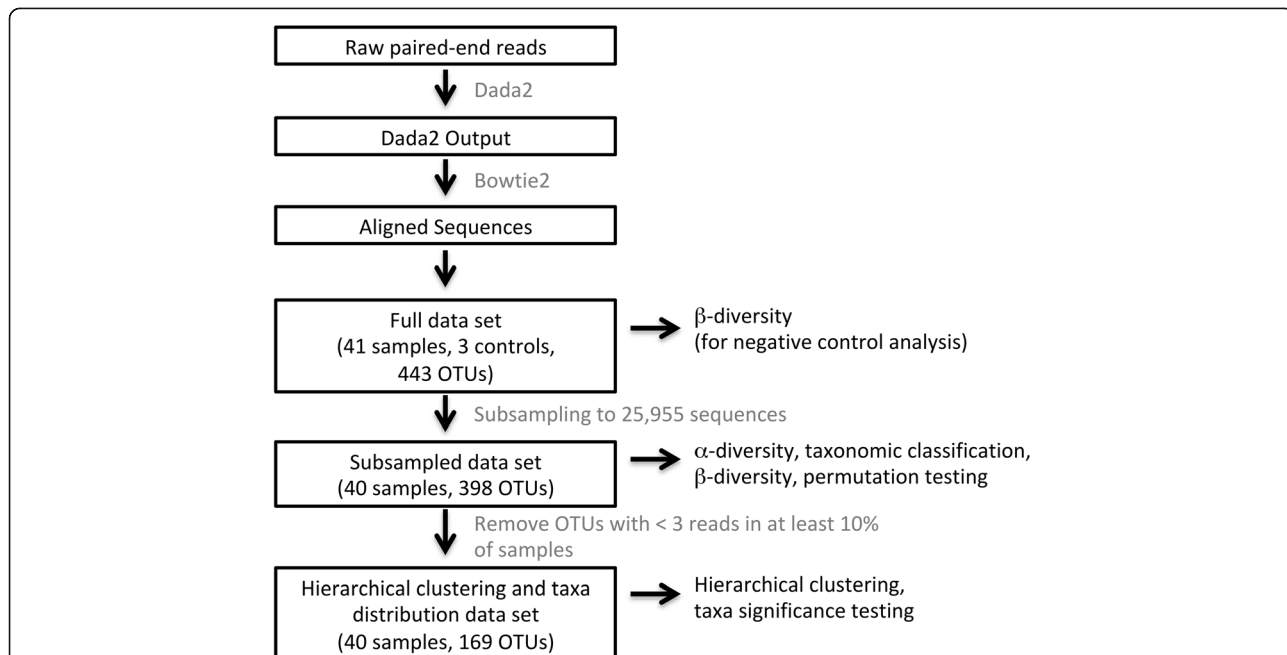 Raw paired-end reads
Dada2
Dada2 Output
Bowtie2
Aligned Sequences
Full data set
(41 samples, 3 controls,
443 OTUs)
β-diversity
(for negative control analysis)
Subsampling to 25,955 sequences
Subsampled data set
(40 samples, 398 OTUs)
α-diversity, taxonomic classification,
β-diversity, permutation testing
Remove OTUs with < 3 reads in at least 10%
of samples
Hierarchical clustering and taxa
distribution data set
(40 samples, 169 OTUs)
Hierarchical clustering,
taxa significance testing